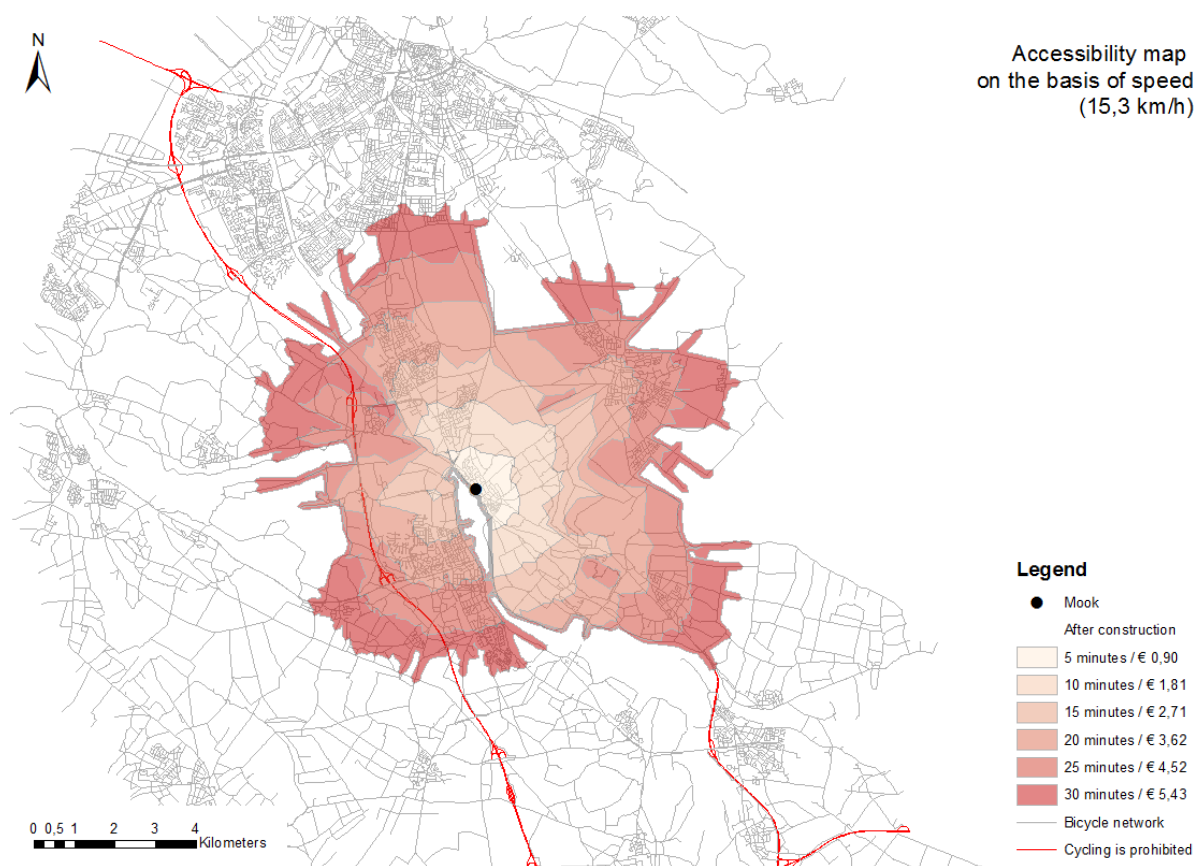 N
Accessibility map
on the basis of speed
(15,3 km/h)
Legend
Mook
After construction
5 minutes / € 0,90
10 minutes / € 1,81
15 minutes / € 2,71
20 minutes / € 3,62
25 minutes / € 4,52
30 minutes / € 5,43
Bicycle network
Cycling is prohibited
0 0,5 1 2 3 4
Kilometers